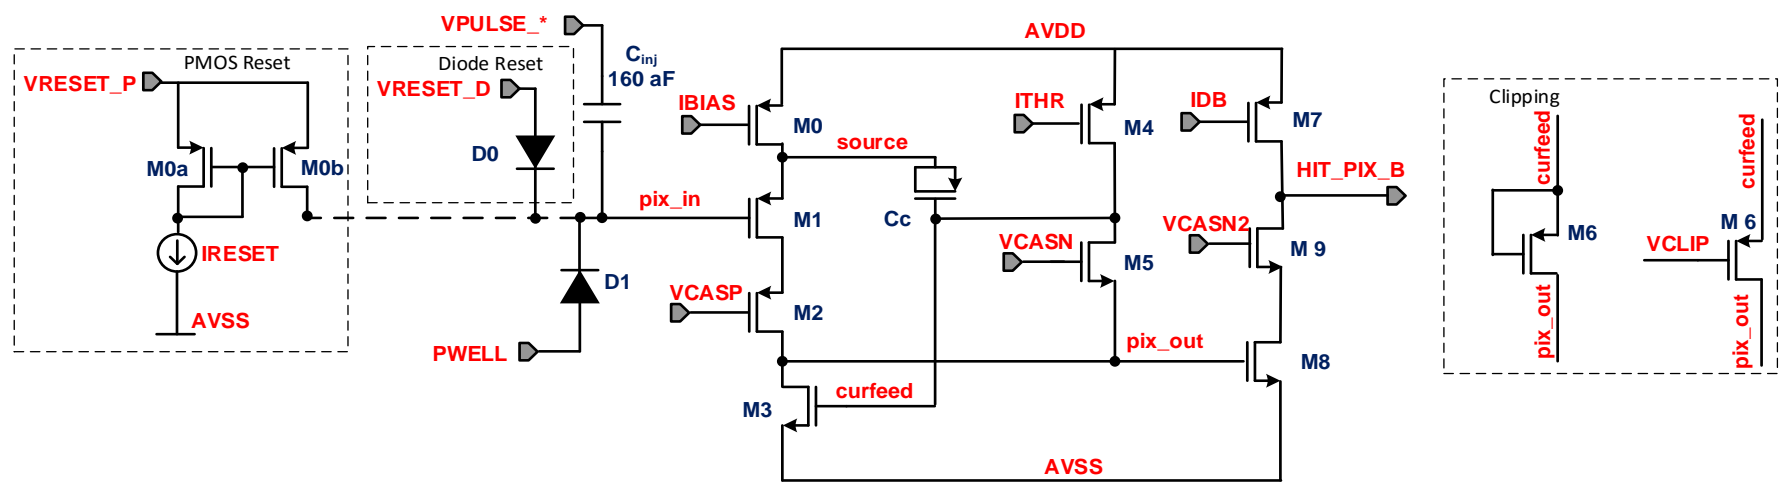 PMOS Reset
VRESET_P
M0a
M0b
IRESET
AVSS
Diode Reset
VRESET_D
D0
VPULSE_*
Cinj
160 aF
pix_in
D1
PWELL
AVDD
IBIAS
M0
source
M1
Cc
VCASP
M2
M3
curfeed
ITHR
M4
VCASN
M5
pix_out
IDB
M7
HIT_PIX_B
VCASN2
M 9
M8
AVSS
Clipping
curfeed
M6
pix_out
curfeed
M 6
VCLIP
pix_out